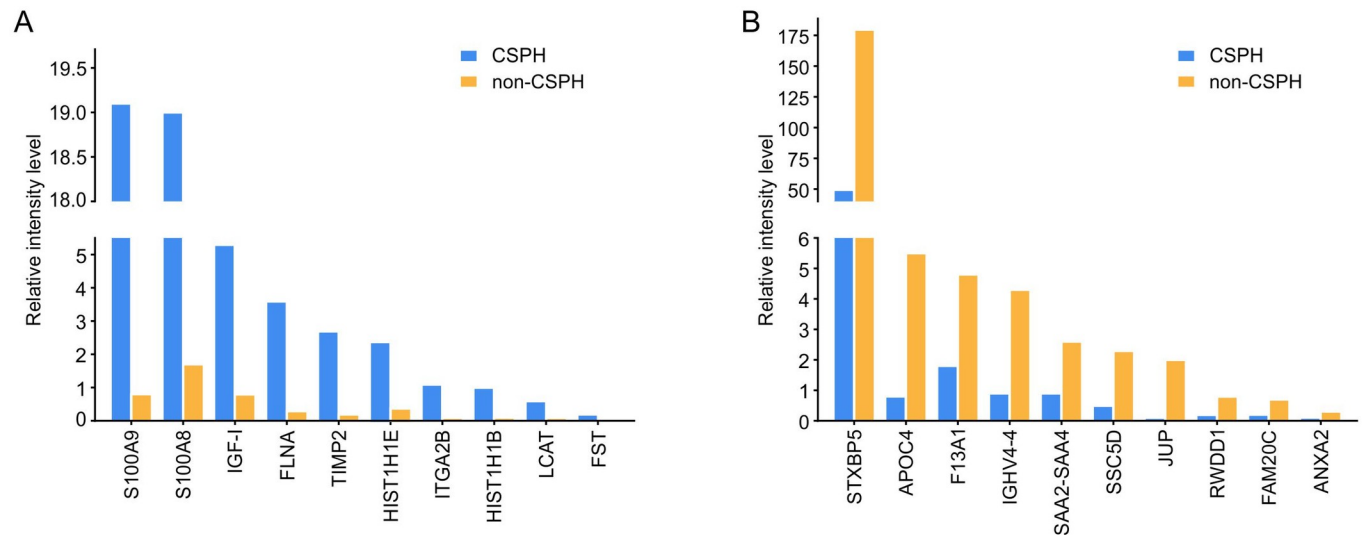 A
CSPH
non-CSPH
Relative intensity level
19.5
19.0
18.5
18.0
5
4
3
2
1
0
S100A9
S100A8
IGF-I
FLNA
TIMP2
HIST1H1E
ITGA2B
HIST1H1B
LCAT
FST
B
CSPH
non-CSPH
Relative intensity level
175
150
125
100
75
50
6
5
4
3
2
1
0
STXBP5
APOC4
F13A1
IGHV4-4
SAA2-SAA4
SSC5D
JUP
RWDD1
FAM20C
ANXA2